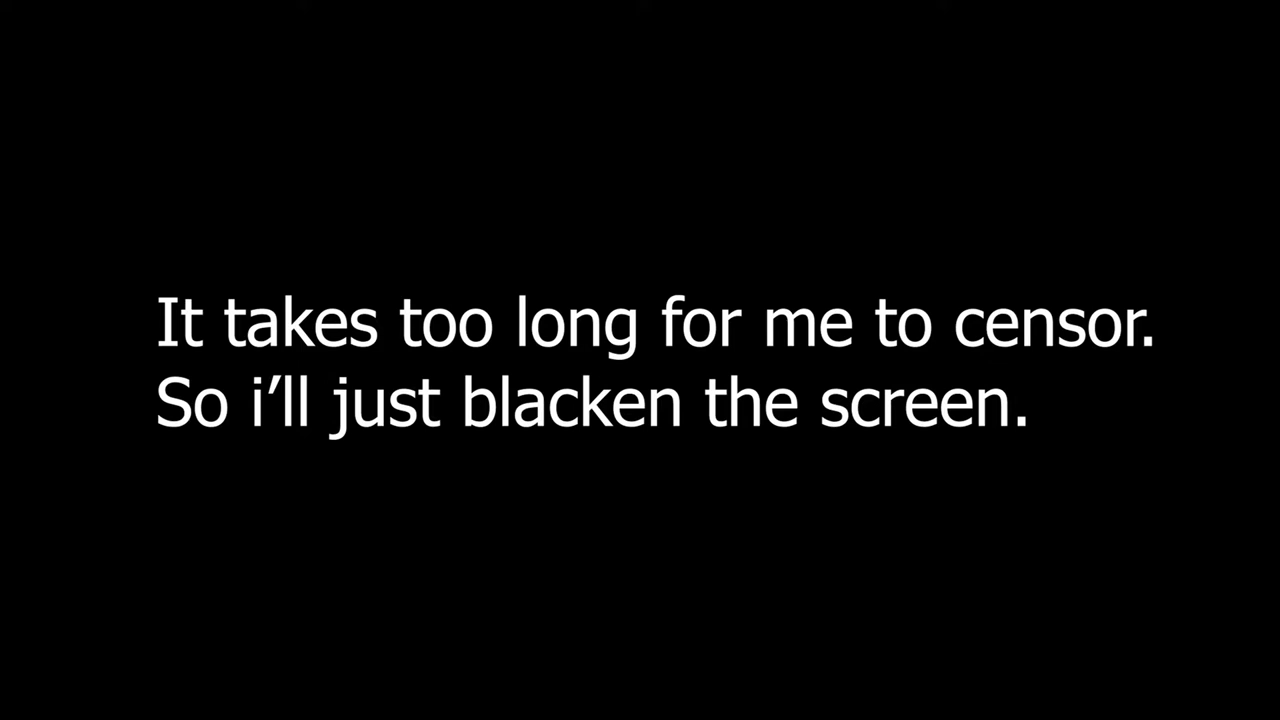 It takes too long for me to censor.
So i’ll just blacken the screen.